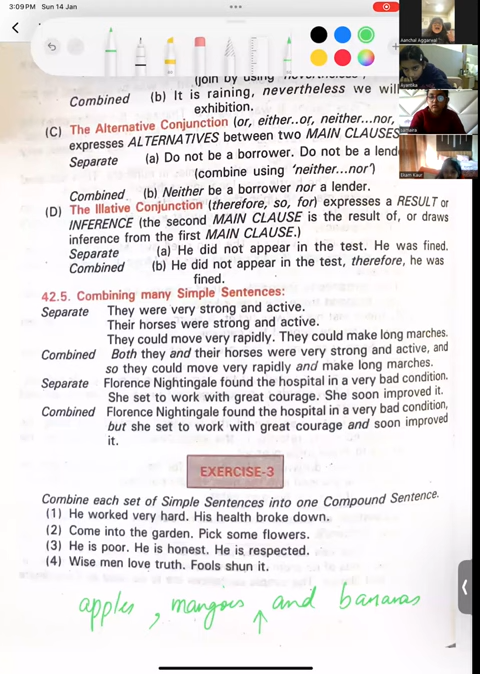 3:09 PM Sun 14 Jan
(join by using nevertheless,
Combined (b) It is raining, nevertheless we will
exhibition.
(C) The Alternative Conjunction (or, either...or, neither...nor,
expresses ALTERNATIVES between two MAIN CLAUSES
Separate (a) Do not be a borrower. Do not be a lend
(combine using 'neither...nor')
Combined (b) Neither be a borrower nor a lender.
(D) The Illative Conjunction (therefore, so, for) expresses a RESULT or
INFERENCE (the second MAIN CLAUSE is the result of, or draws
inference from the first MAIN CLAUSE.)
Separate (a) He did not appear in the test. He was fined.
Combined (b) He did not appear in the test, therefore, he was
fined.
42.5. Combining many Simple Sentences:
Separate They were very strong and active.
Their horses were strong and active.
They could move very rapidly. They could make long marches.
Combined Both they and their horses were very strong and active, and
so they could move very rapidly and make long marches.
Separate Florence Nightingale found the hospital in a very bad condition.
She set to work with great courage. She soon improved it.
Combined Florence Nightingale found the hospital in a very bad condition,
but she set to work with great courage and soon improved
it.
EXERCISE-3
Combine each set of Simple Sentences into one Compound Sentence.
(1) He worked very hard. His health broke down.
(2) Come into the garden. Pick some flowers.
(3) He is poor. He is honest. He is respected.
(4) Wise men love truth. Fools shun it.
apples, mangoes and bananas
Aanchal Aggarwal
Ekam Kaur